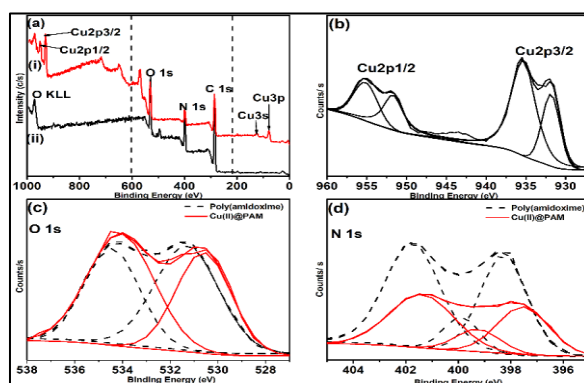 (a)
Cu2p3/2
Cu2p1/2
(i)
O KLL
(ii)
O 1s
N 1s
C 1s
Cu3s
Cu3p
Intensity (c/s)
1000 800 600 400 200 0
Binding Energy (eV)
(b)
Cu2p1/2
Cu2p3/2
Counts/s
960 955 950 945 940 935 930
Binding Energy (eV)
(c)
Poly(amidoxime)
Cu(II)@PAM
O 1s
Counts/s
538 536 534 532 530 528
Binding Energy (eV)
(d)
Poly(amidoxime)
Cu(II)@PAM
N 1s
Counts/ s
404 402 400 398 396
Binding Energy (eV)